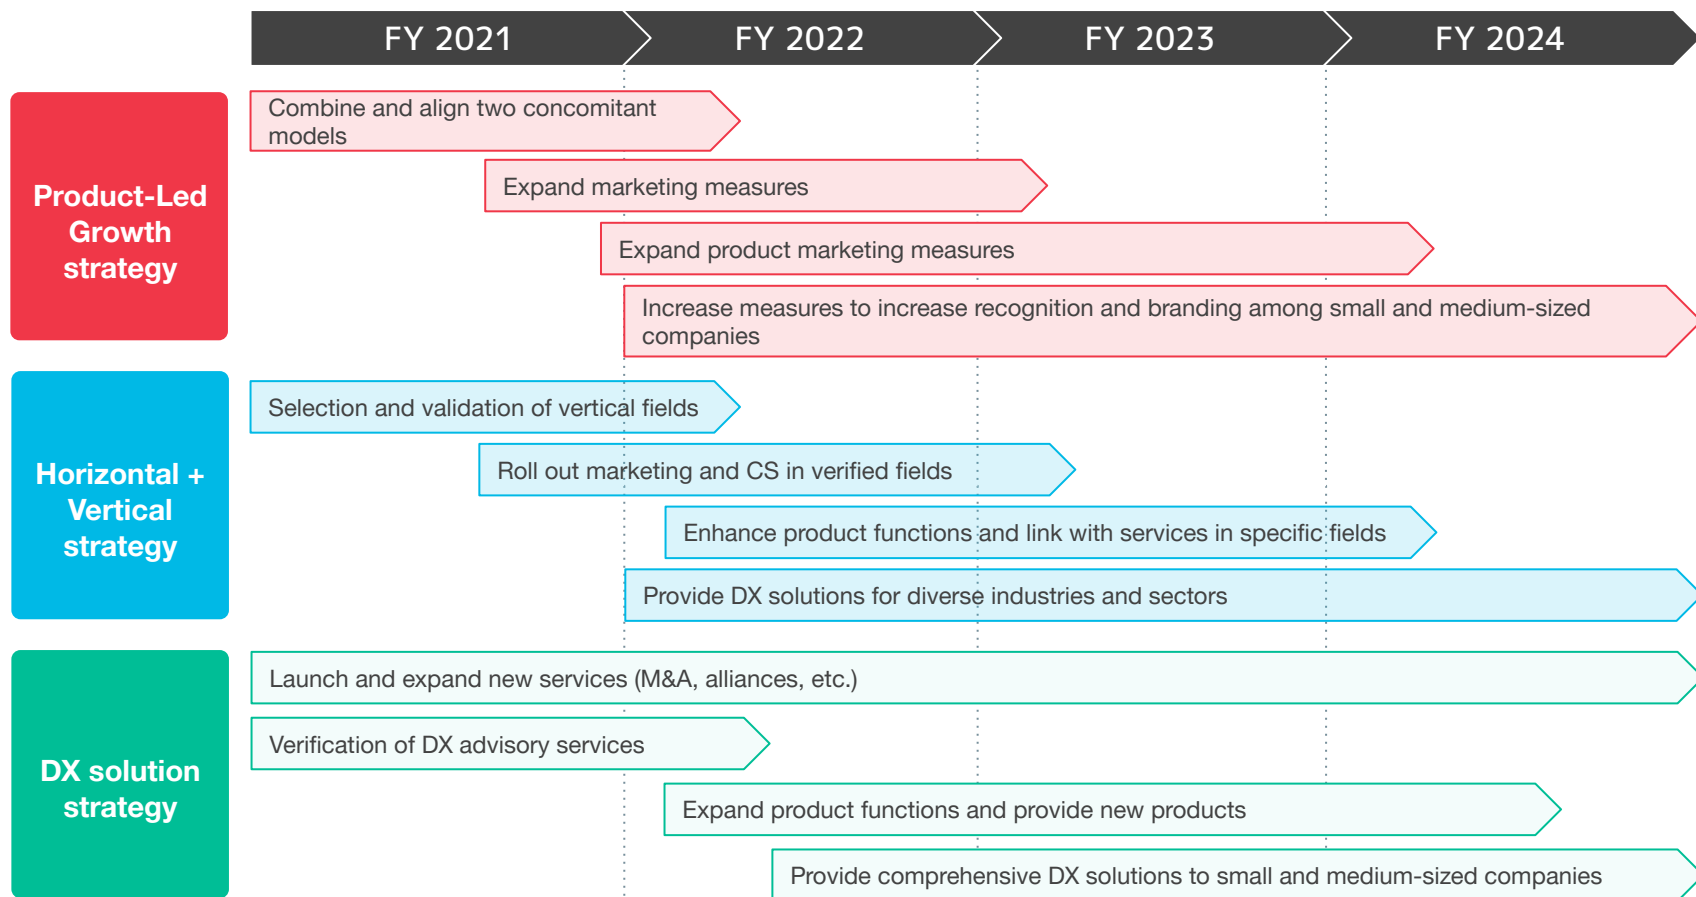 FY 2021
FY 2022
FY 2023
FY 2024
Product-Led
Growth
strategy
Combine and align two concomitant
models
Expand marketing measures
Expand product marketing measures
Increase measures to increase recognition and branding among small and medium-sized
companies
Horizontal +
Vertical
strategy
Selection and validation of vertical fields
Roll out marketing and CS in verified fields
Enhance product functions and link with services in specific fields
Provide DX solutions for diverse industries and sectors
DX solution
strategy
Launch and expand new services (M&A, alliances, etc.)
Verification of DX advisory services
Expand product functions and provide new products
Provide comprehensive DX solutions to small and medium-sized companies